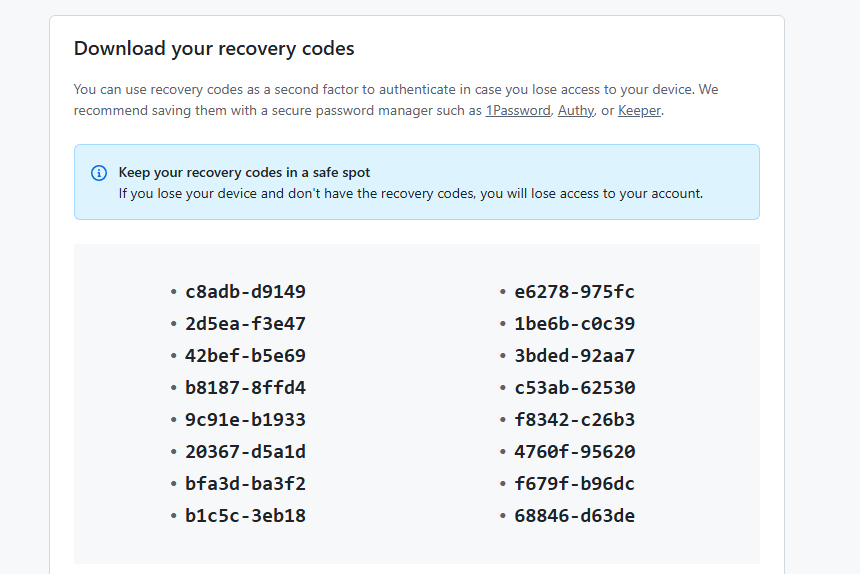 Download your recovery codes
You can use recovery codes as a second factor to authenticate in case you lose access to your device. We
recommend saving them with a secure password manager such as 1Password, Authy, or Keeper.
Keep your recovery codes in a safe spot
If you lose your device and don't have the recovery codes, you will lose access to your account.
• c8adb-d9149 • e6278-975fc
• 2d5ea-f3e47 • 1be6b-c0c39
• 42bef-b5e69 • 3bded-92aa7
• b8187-8ffd4 • c53ab-62530
• 9c91e-b1933 • f8342-c26b3
• 20367-d5a1d • 4760f-95620
• bfa3d-ba3f2 • f679f-b96dc
• b1c5c-3eb18 • 68846-d63de